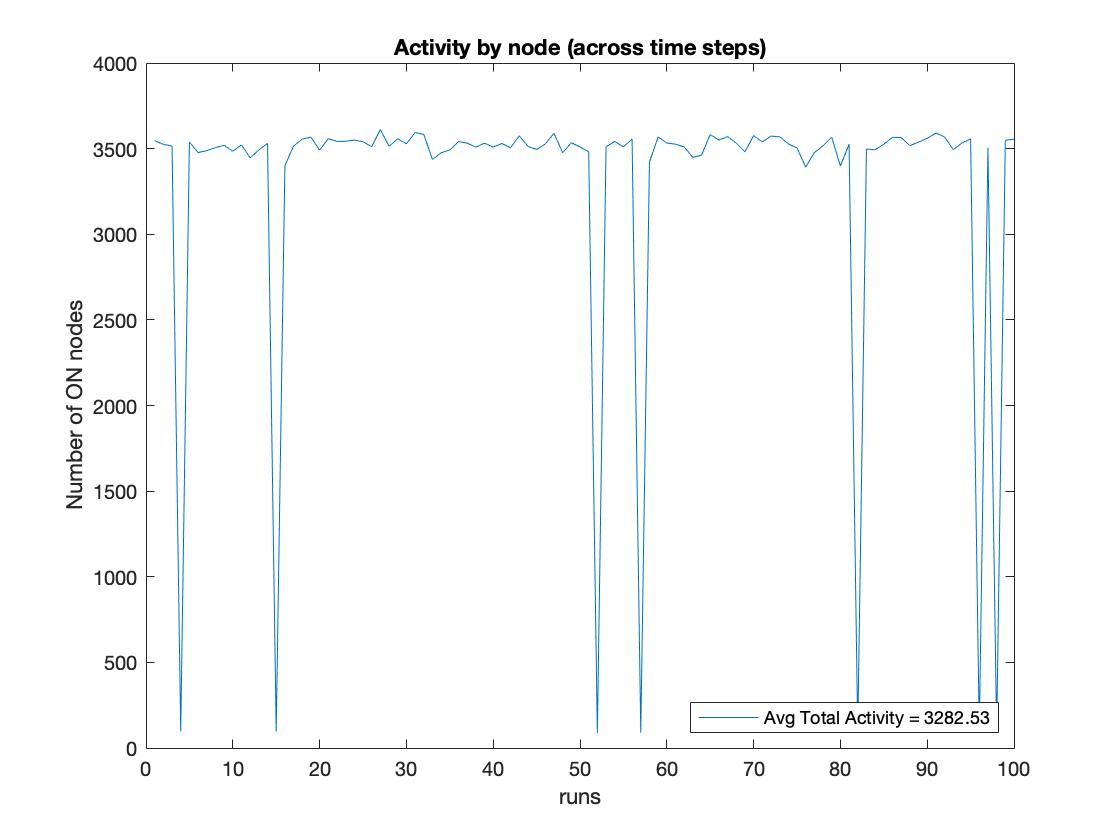 Activity by node (across time steps)
4000
3500
3000
2500
2000
1500
1000
500
0
Number of ON nodes
Avg Total Activity = 3282.53
0 10 20 30 40 50 60 70 80 90 100
runs